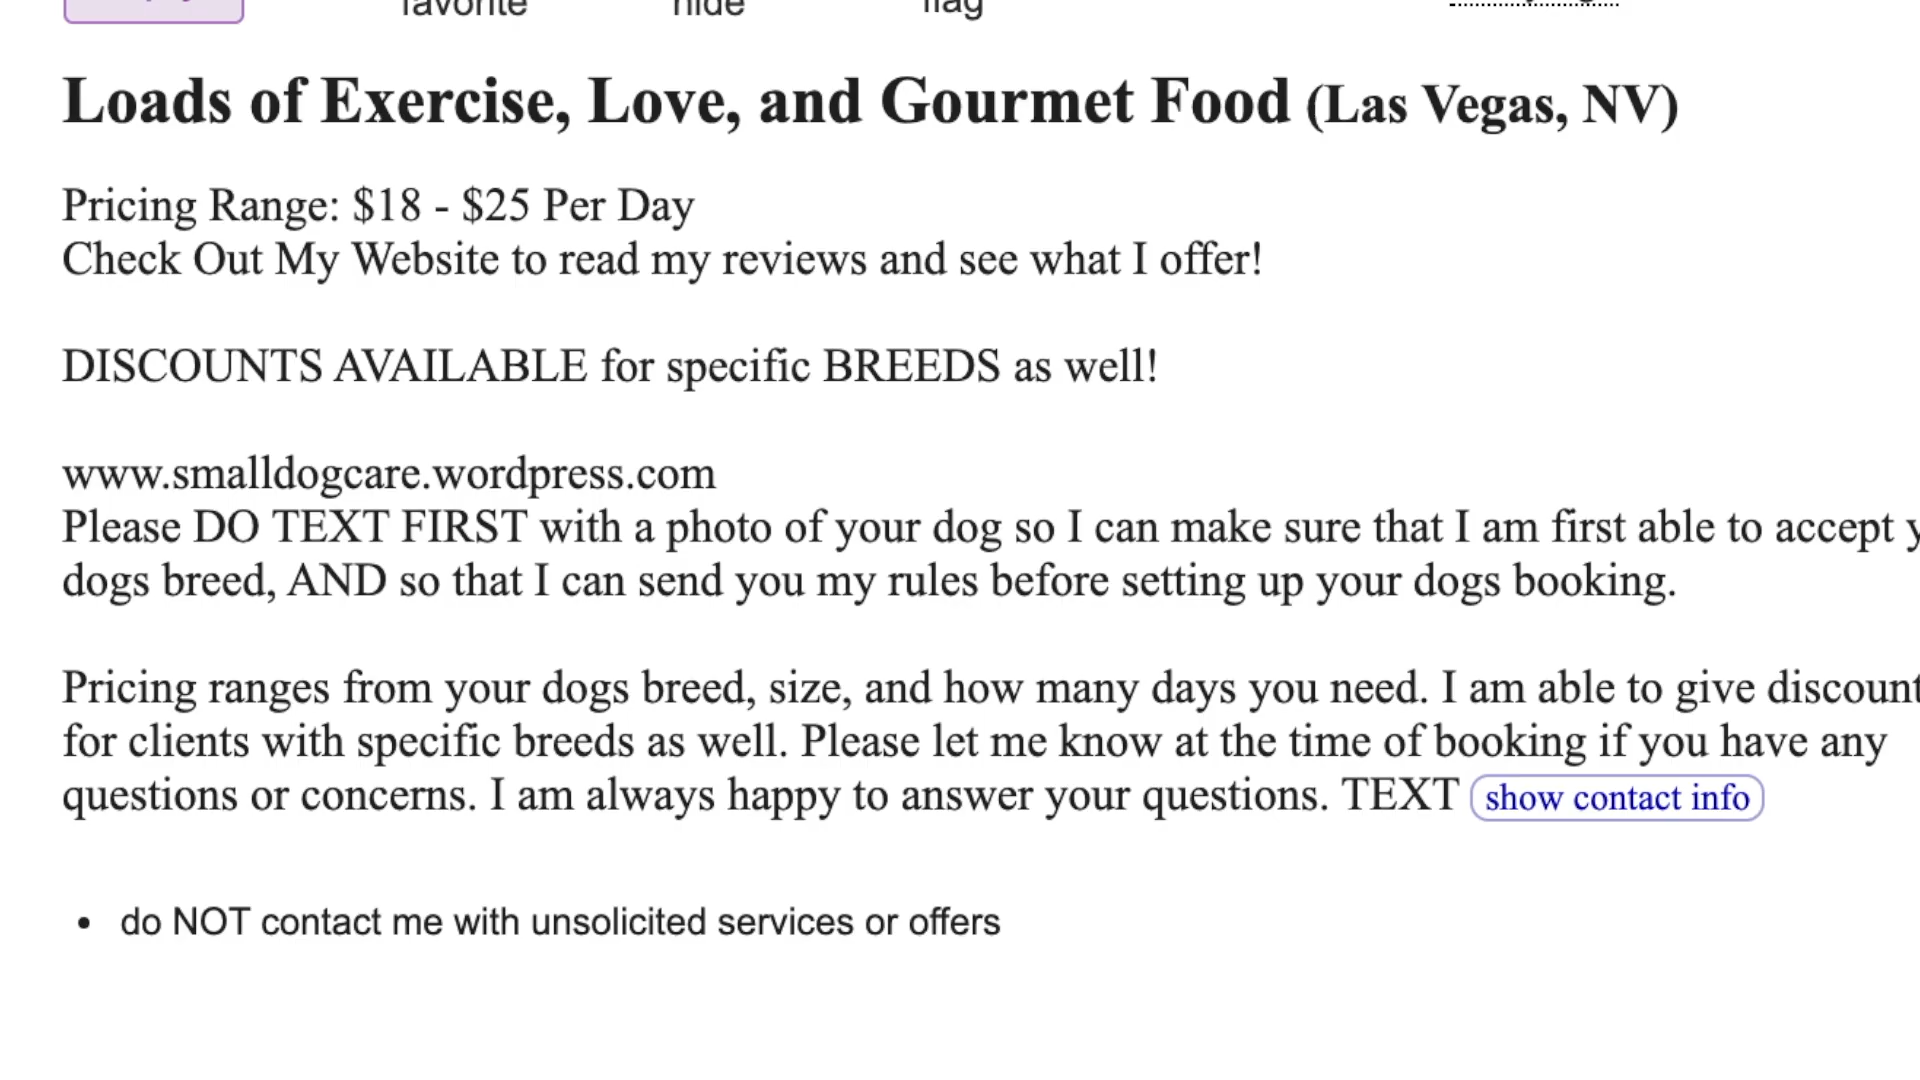 favorite hide flag
Loads of Exercise, Love, and Gourmet Food (Las Vegas, NV)
Pricing Range: $18 - $25 Per Day
Check Out My Website to read my reviews and see what I offer!
DISCOUNTS AVAILABLE for specific BREEDS as well!
www.smalldogcare.wordpress.com
Please DO TEXT FIRST with a photo of your dog so I can make sure that I am first able to accept
dogs breed, AND so that I can send you my rules before setting up your dogs booking.
Pricing ranges from your dogs breed, size, and how many days you need. I am able to give discount
for clients with specific breeds as well. Please let me know at the time of booking if you have any
questions or concerns. I am always happy to answer your questions. TEXT show contact info
• do NOT contact me with unsolicited services or offers